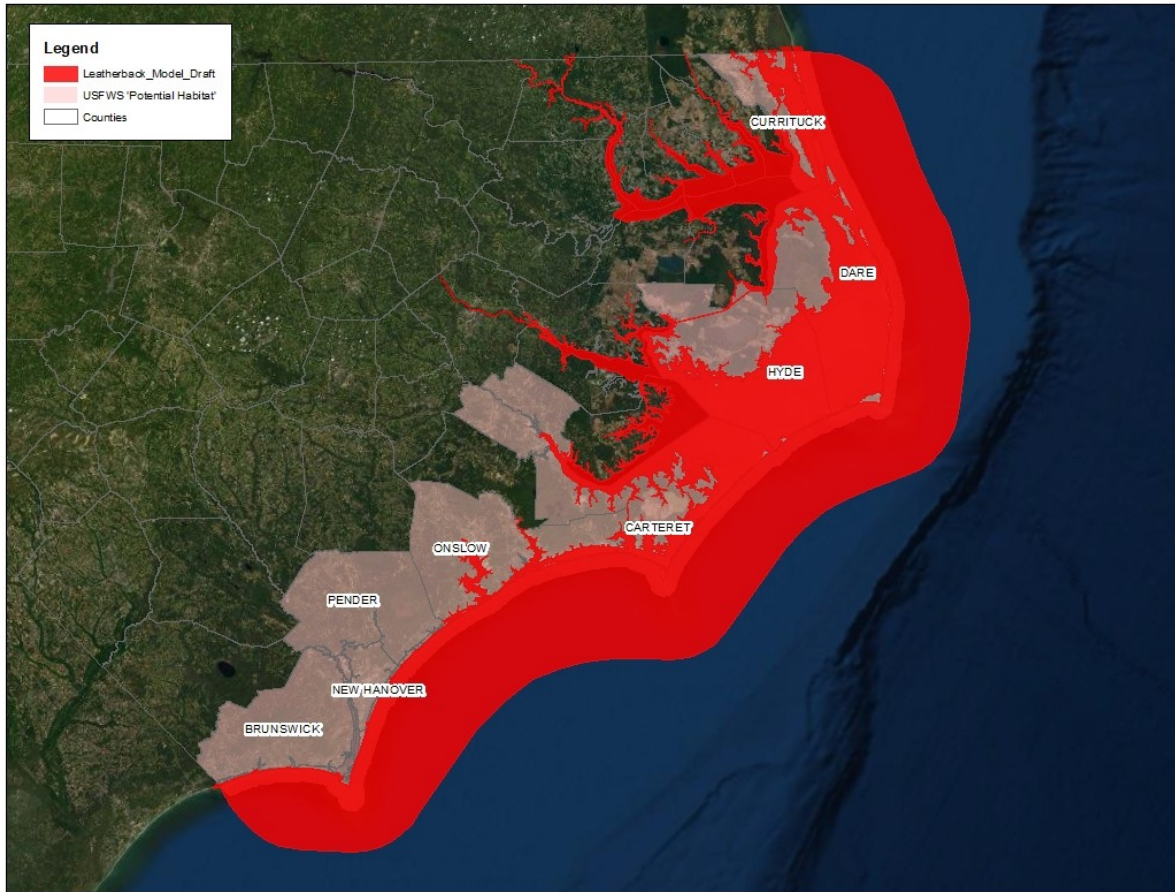 Legend
Leatherback_Model_Draft
USFWS 'Potential Habitat'
Counties
CURRITUCK
DARE
HYDE
CARTERET
ONSLOW
PENDER
NEW HANOVER
BRUNSWICK